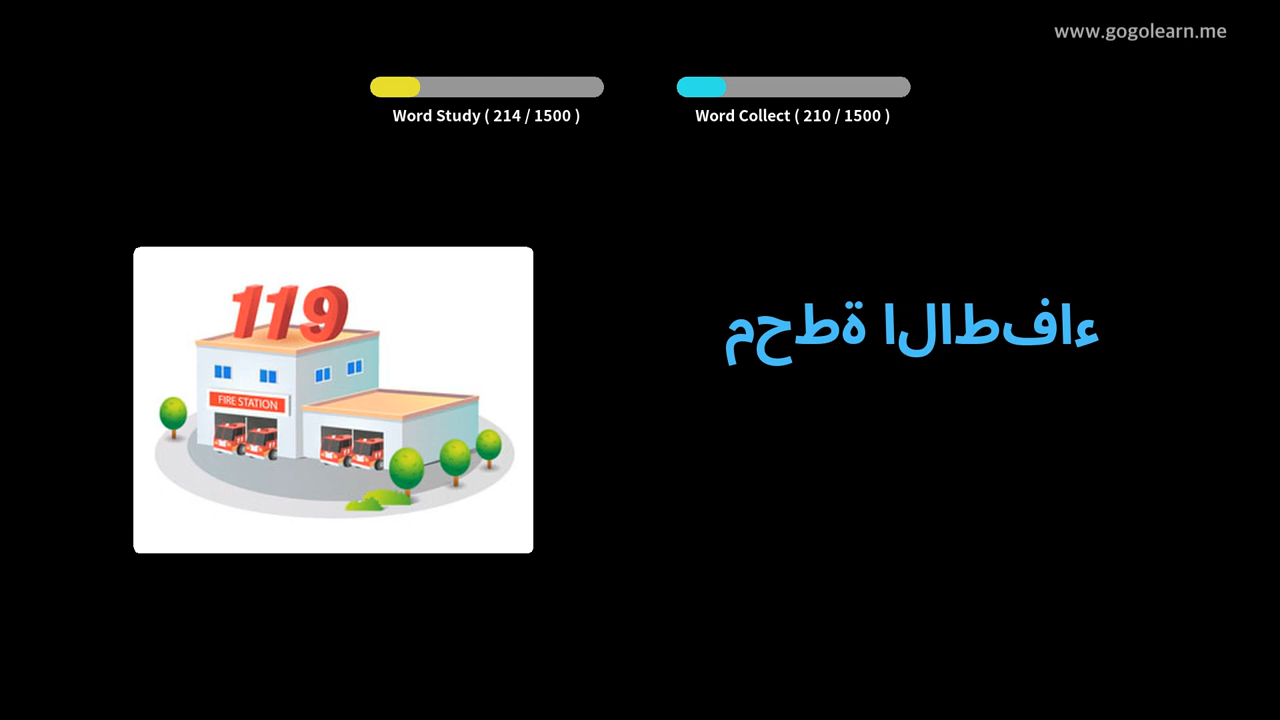 www.gogolearn.me
Word Study ( 214 / 1500 )
Word Collect ( 210 / 1500 )
119
FIRE STATION
محطة الاطفاء